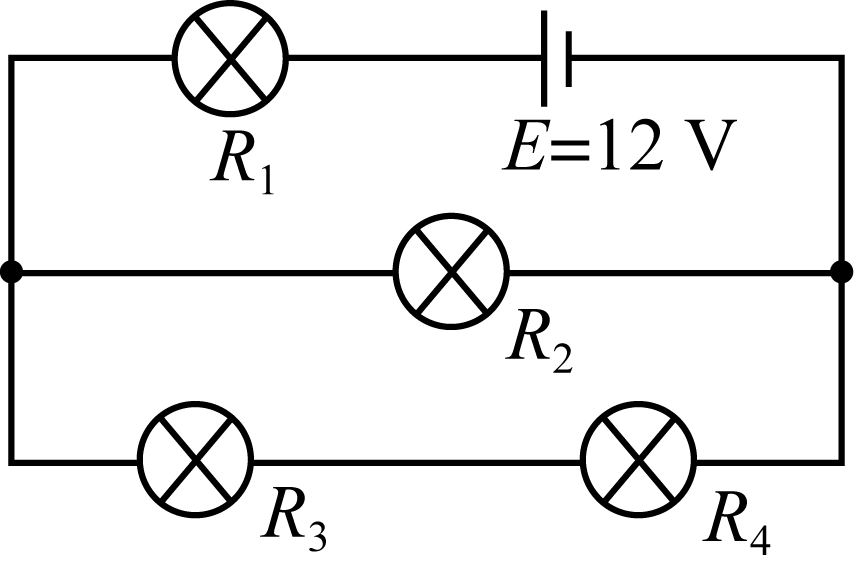 R₁
E=12 V
R₂
R₃
R₄